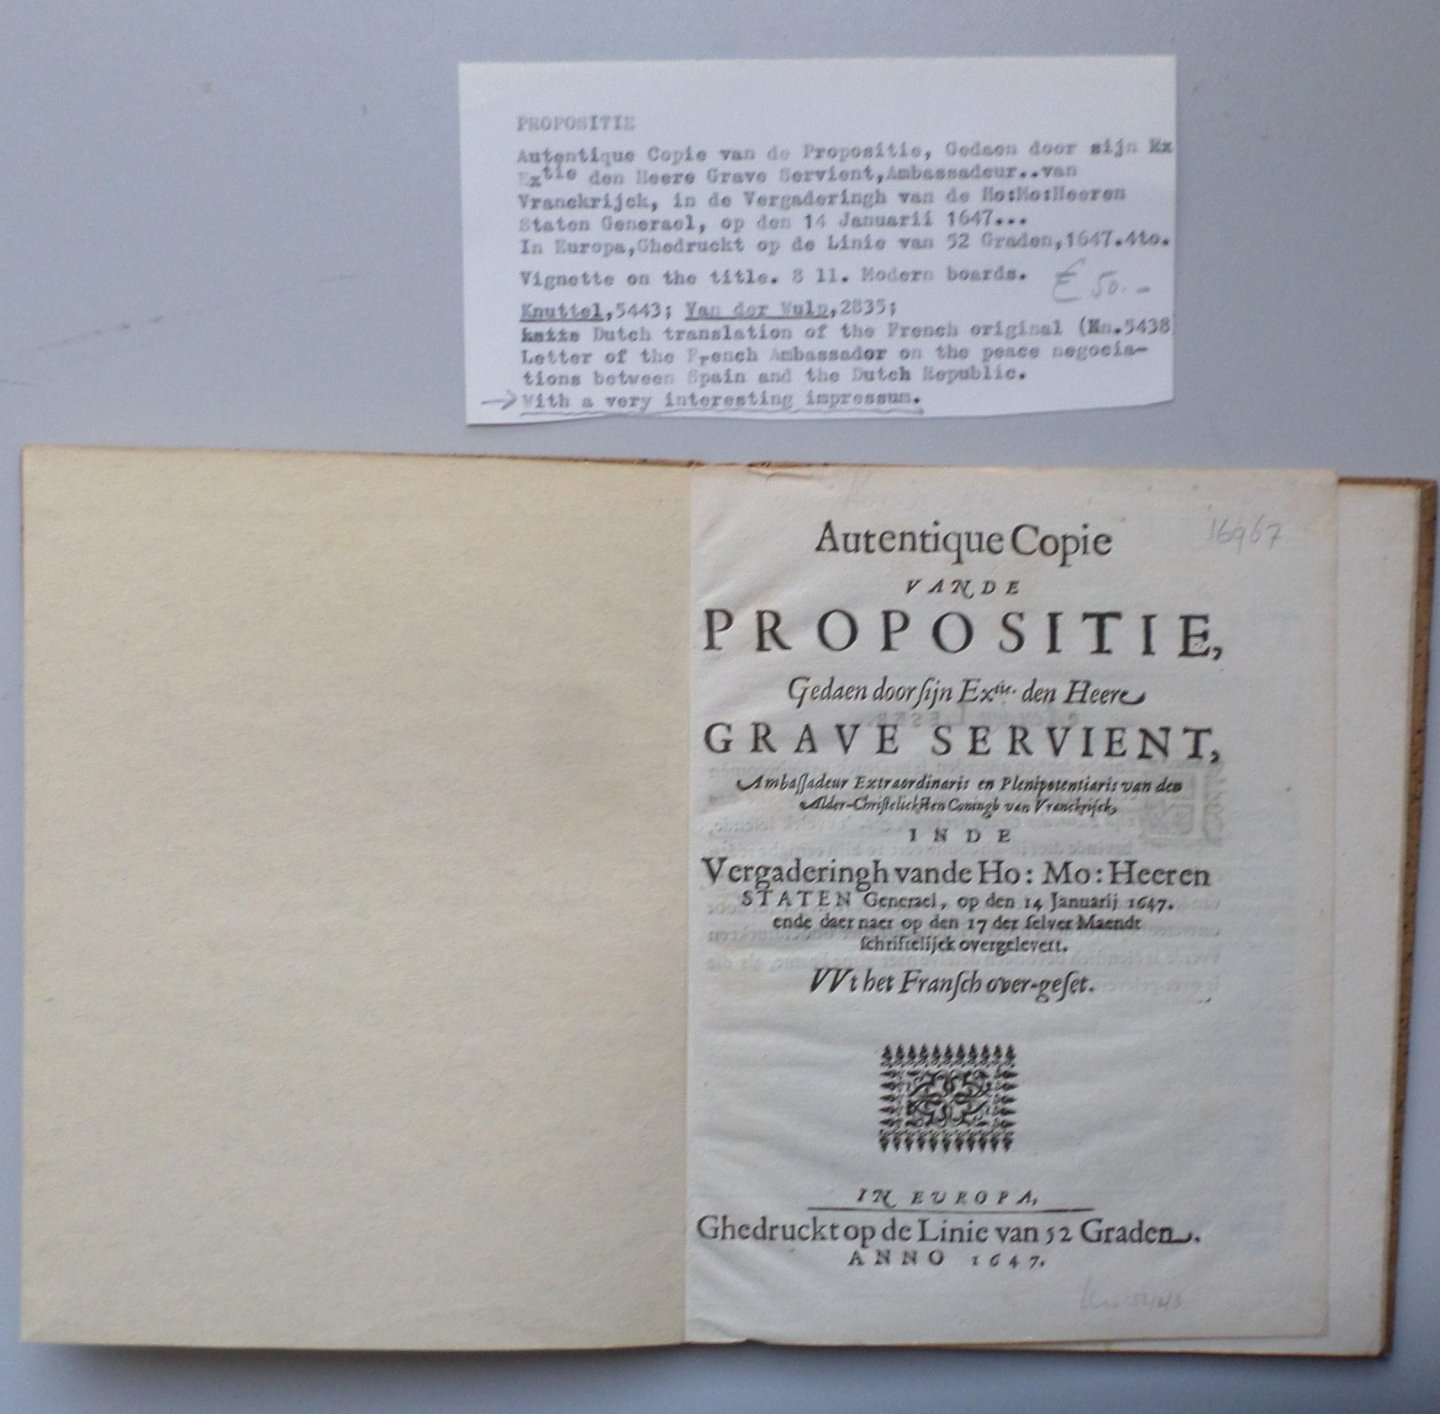 PROPOSITIE
Autentique Copie van de Propositie, Gedaen door sijn Ex
Extie den Heere Grave Servient,Ambassadeur..van
Vranckrijck, in de Vergaderingh van de Ho:Mo:Heeren
Staten Generael, op den 14 Januarii 1647...
In Europa,Ghedruckt op de Linie van 52 Graden,1647.4to.
Vignette on the title. 8 ll. Modern boards. € 50.-
Knuttel,5443; Van der Wulp,2835;
Dutch translation of the French original (Kn.5438
Letter of the French Ambassador on the peace negocia-
tions between Spain and the Dutch Republic.
→With a very interesting impressum.
16967
Autentique Copie
VANDE
PROPOSITIE,
Gedaen door ſijn Extie. den Heere
GRAVE SERVIENT,
Ambaſſadeur Extraordinaris en Plenipotentiaris van den
Alder-Chriſtelickſten Coningh van Vranckrijck,
INDE
Vergaderingh vande Ho: Mo: Heeren
STATEN Generael, op den 14 Januarij 1647.
ende daer naer op den 17 der ſelver Maendt
ſchriftelijck overgelevert.
VVt het Franſch over-geſet.
IN EUROPA,
Ghedruckt op de Linie van 52 Graden.
ANNO 1647.